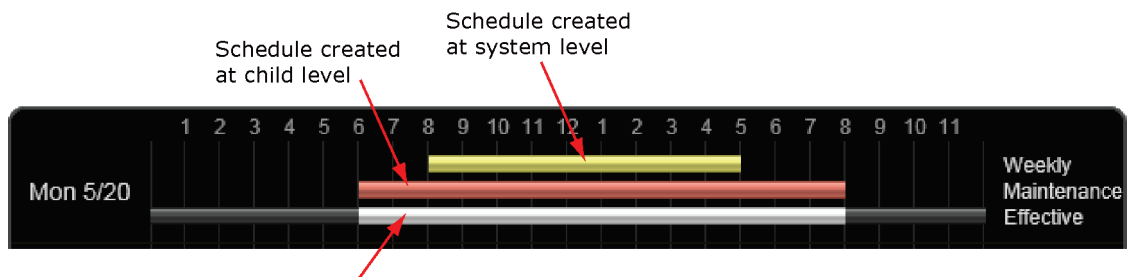 Schedule created
at system level
Schedule created
at child level
1 2 3 4 5 6 7 8 9 10 11 12 1 2 3 4 5 6 7 8 9 10 11
Weekly
Mon 5/20 Maintenance
Effective